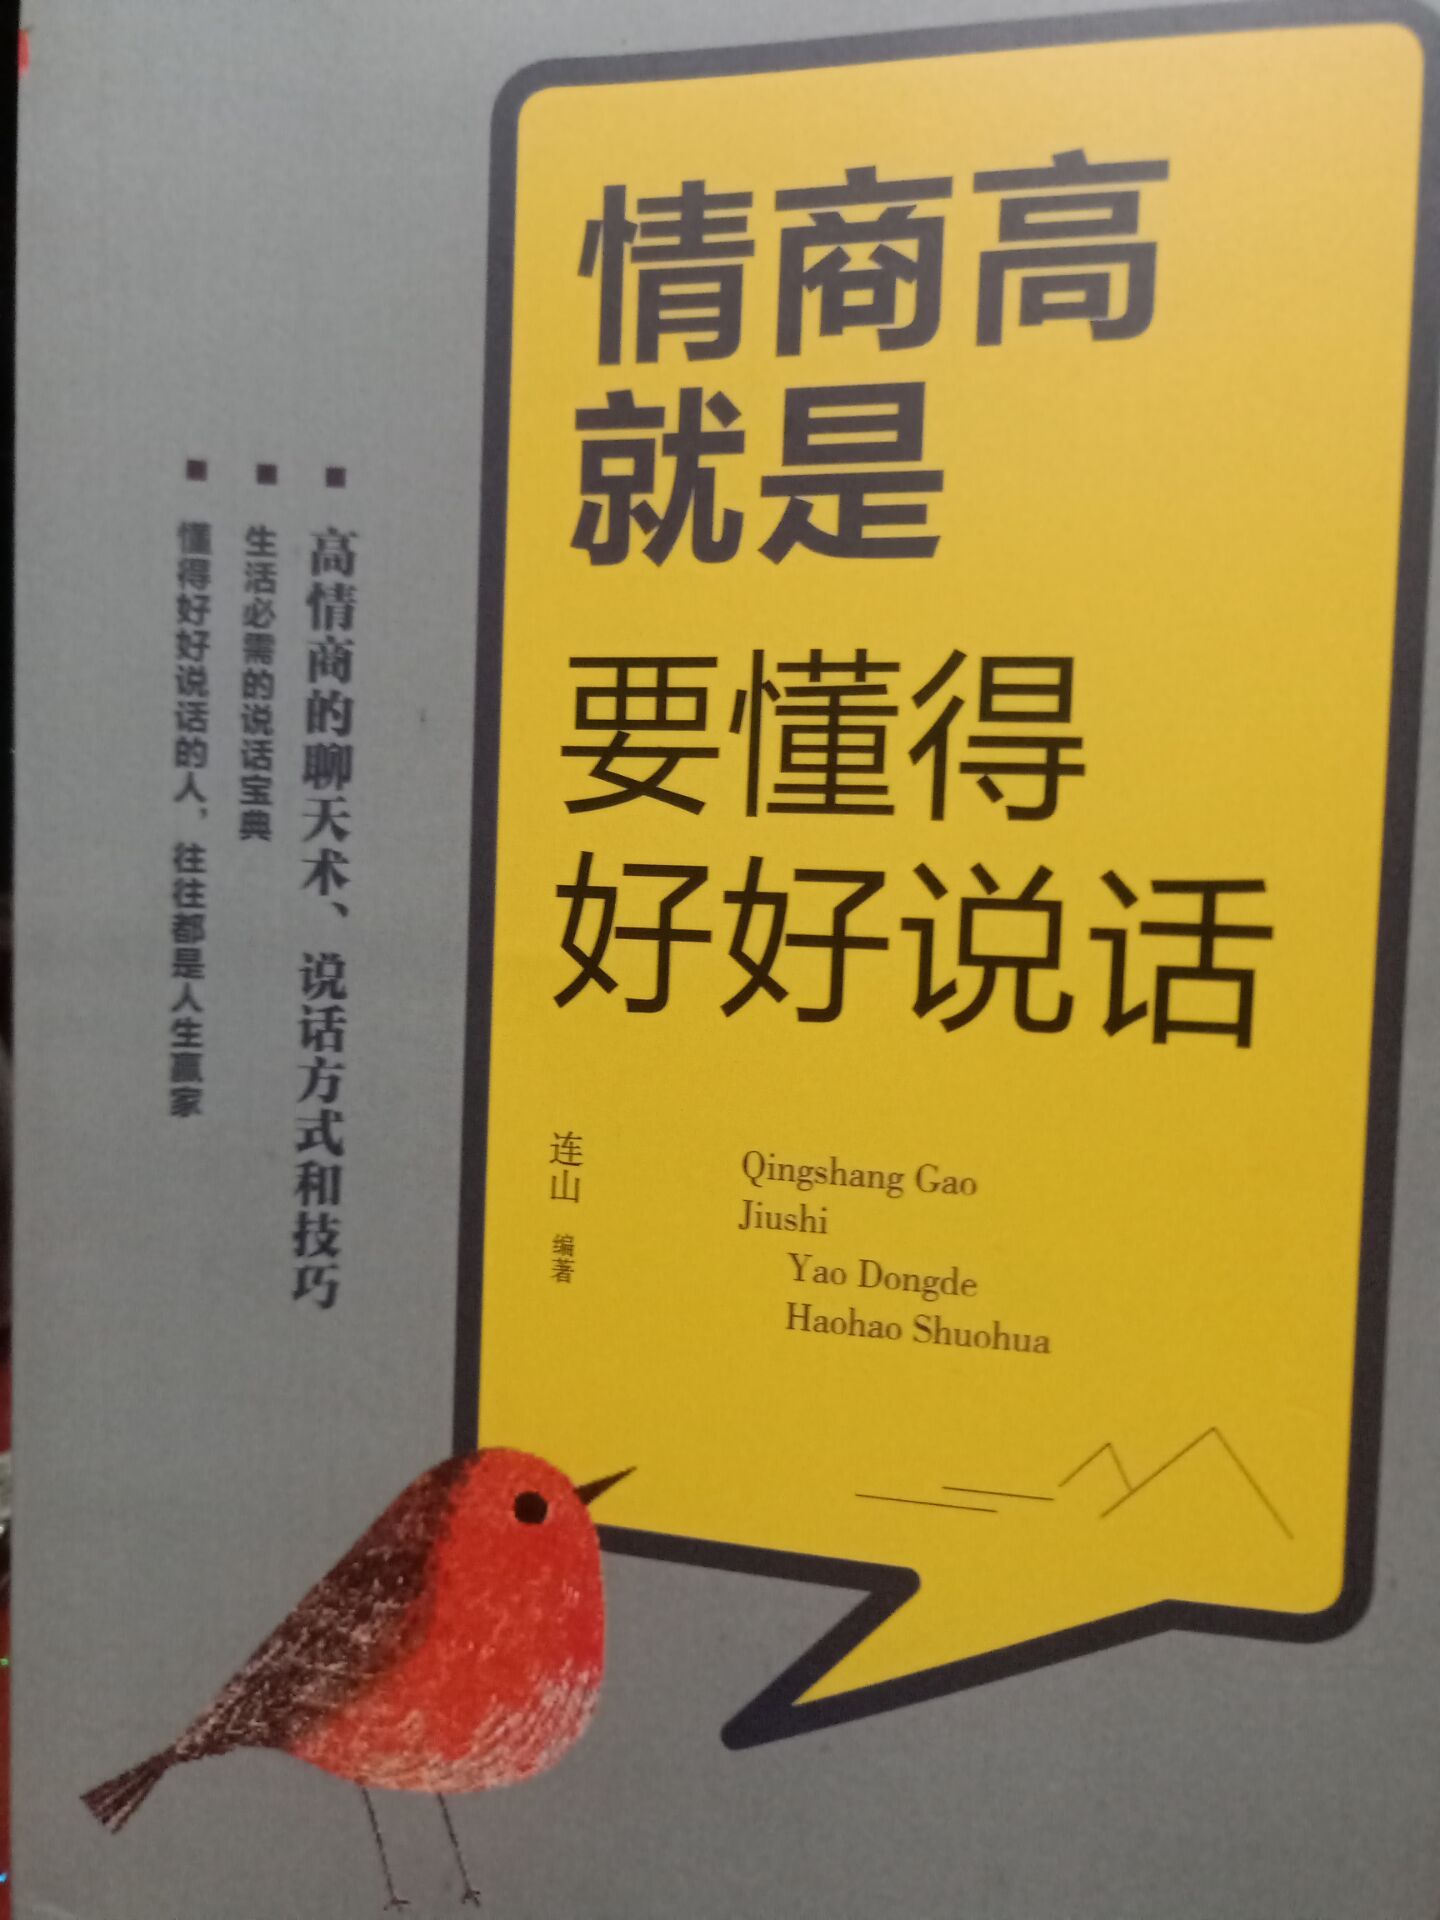 情商高
就是
要懂得
好好说话
连山 编著
Qingshang Gao
Jiushi
Yao Dongde
Haohao Shuohua
■ 高情商的聊天术、说话方式和技巧
■ 生活必需的说话宝典
■ 懂得好好说话的人，往往都是人生赢家